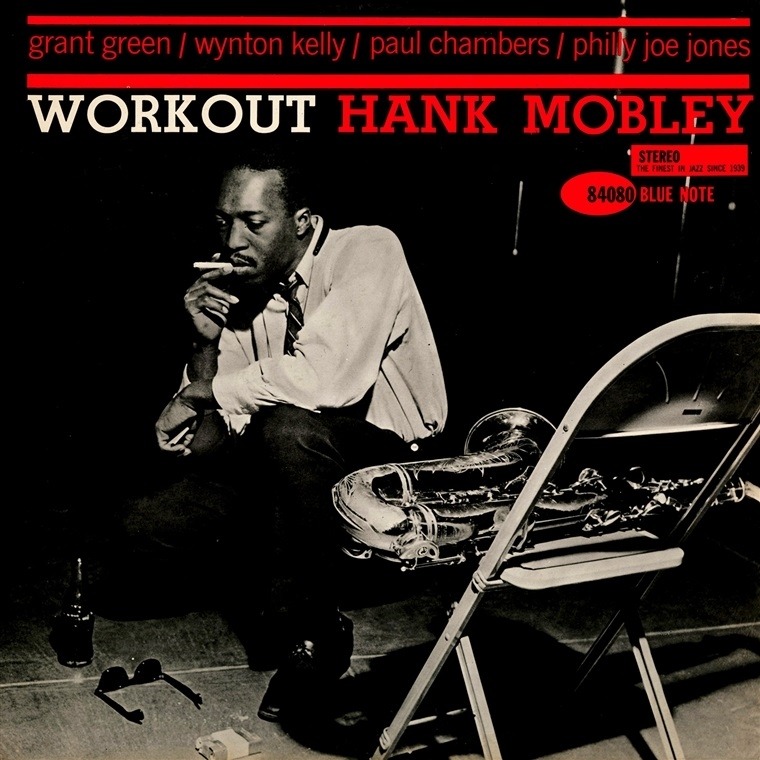 grant green / wynton kelly / paul chambers / philly joe jones
WORKOUT HANK MOBLEY
STEREO
THE FINEST IN JAZZ SINCE 1939
84080 BLUE NOTE